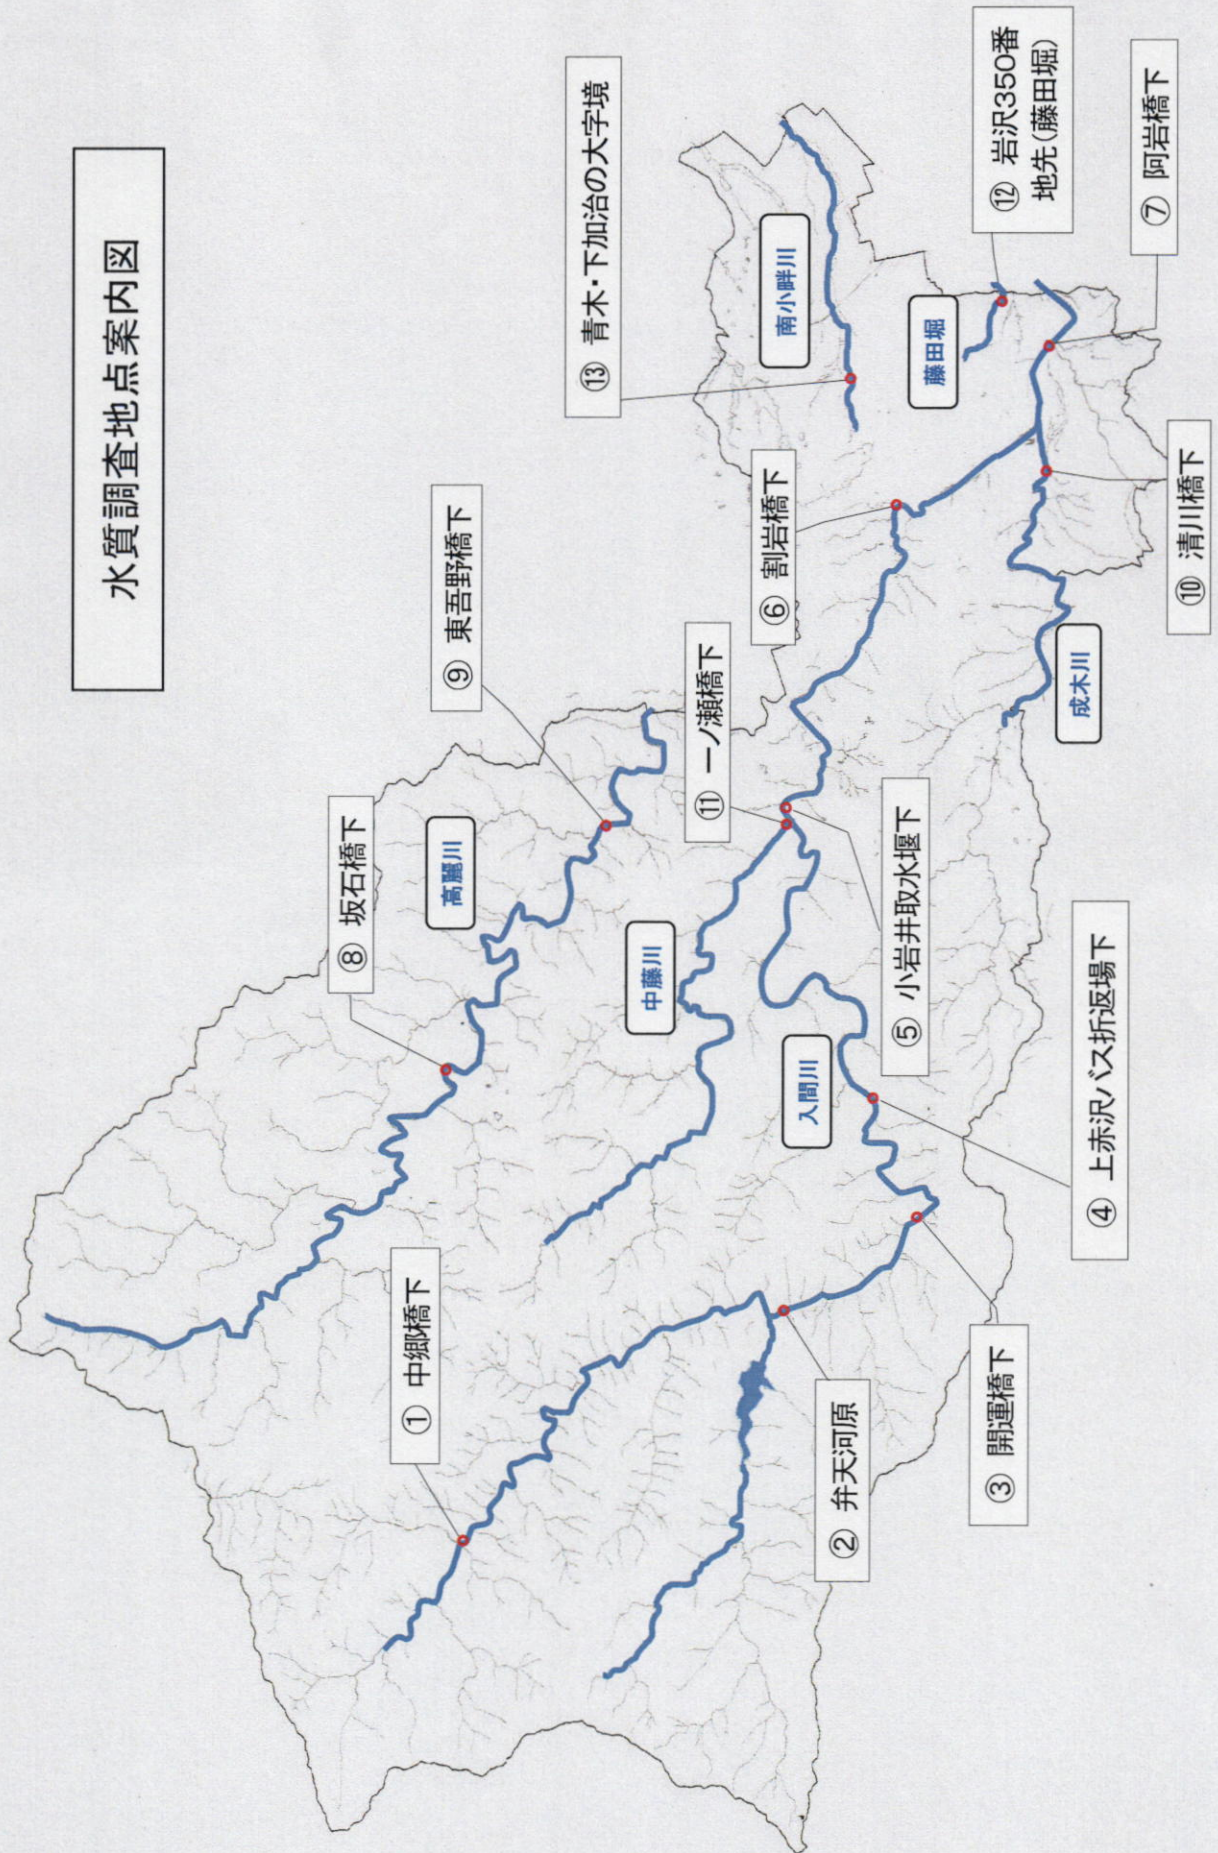 水質調査地点案内図
① 中郷橋下
⑧ 坂石橋下
⑨ 東吾野橋下
⑬ 青木・下加治の大字境
高麗川
中藤川
⑪ 一ノ瀬橋下
⑥ 割岩橋下
南小畔川
藤田堀
⑫ 岩沢350番
地先(藤田堀)
⑦ 阿岩橋下
② 弁天河原
③ 開運橋下
入間川
④ 上赤沢バス折返場下
⑤ 小岩井取水堰下
成木川
⑩ 清川橋下